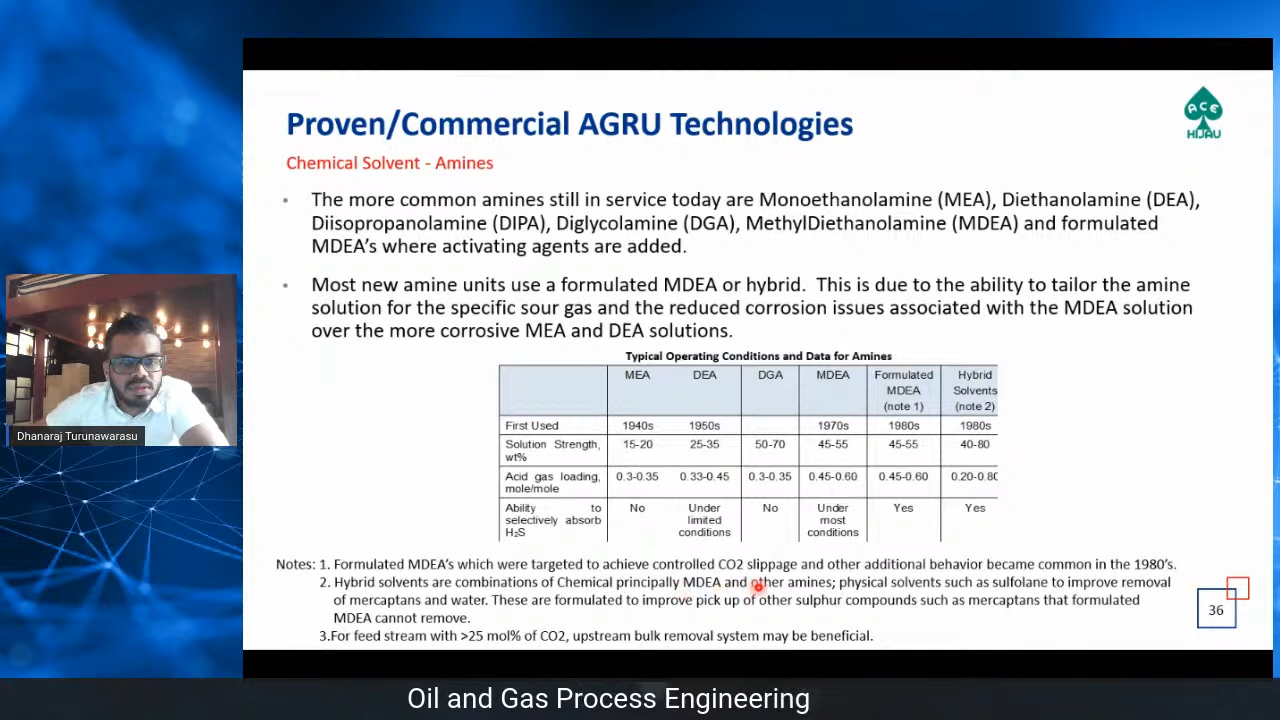 ACE
HIJAU
Proven/Commercial AGRU Technologies
Chemical Solvent - Amines
• The more common amines still in service today are Monoethanolamine (MEA), Diethanolamine (DEA),
Diisopropanolamine (DIPA), Diglycolamine (DGA), MethylDiethanolamine (MDEA) and formulated
MDEA’s where activating agents are added.
• Most new amine units use a formulated MDEA or hybrid. This is due to the ability to tailor the amine
solution for the specific sour gas and the reduced corrosion issues associated with the MDEA solution
over the more corrosive MEA and DEA solutions.
Typical Operating Conditions and Data for Amines
MEA DEA DGA MDEA Formulated MDEA (note 1) Hybrid Solvents (note 2)
First Used 1940s 1950s 1970s 1980s 1980s
Solution Strength, wt% 15-20 25-35 50-70 45-55 45-55 40-80
Acid gas loading, mole/mole 0.3-0.35 0.33-0.45 0.3-0.35 0.45-0.60 0.45-0.60 0.20-0.80
Ability to selectively absorb H₂S No Under limited conditions No Under most conditions Yes Yes
Notes: 1. Formulated MDEA’s which were targeted to achieve controlled CO2 slippage and other additional behavior became common in the 1980’s.
2. Hybrid solvents are combinations of Chemical principally MDEA and other amines; physical solvents such as sulfolane to improve removal
of mercaptans and water. These are formulated to improve pick up of other sulphur compounds such as mercaptans that formulated
MDEA cannot remove.
3.For feed stream with >25 mol% of CO2, upstream bulk removal system may be beneficial.
36
Dhanaraj Turunawarasu
Oil and Gas Process Engineering